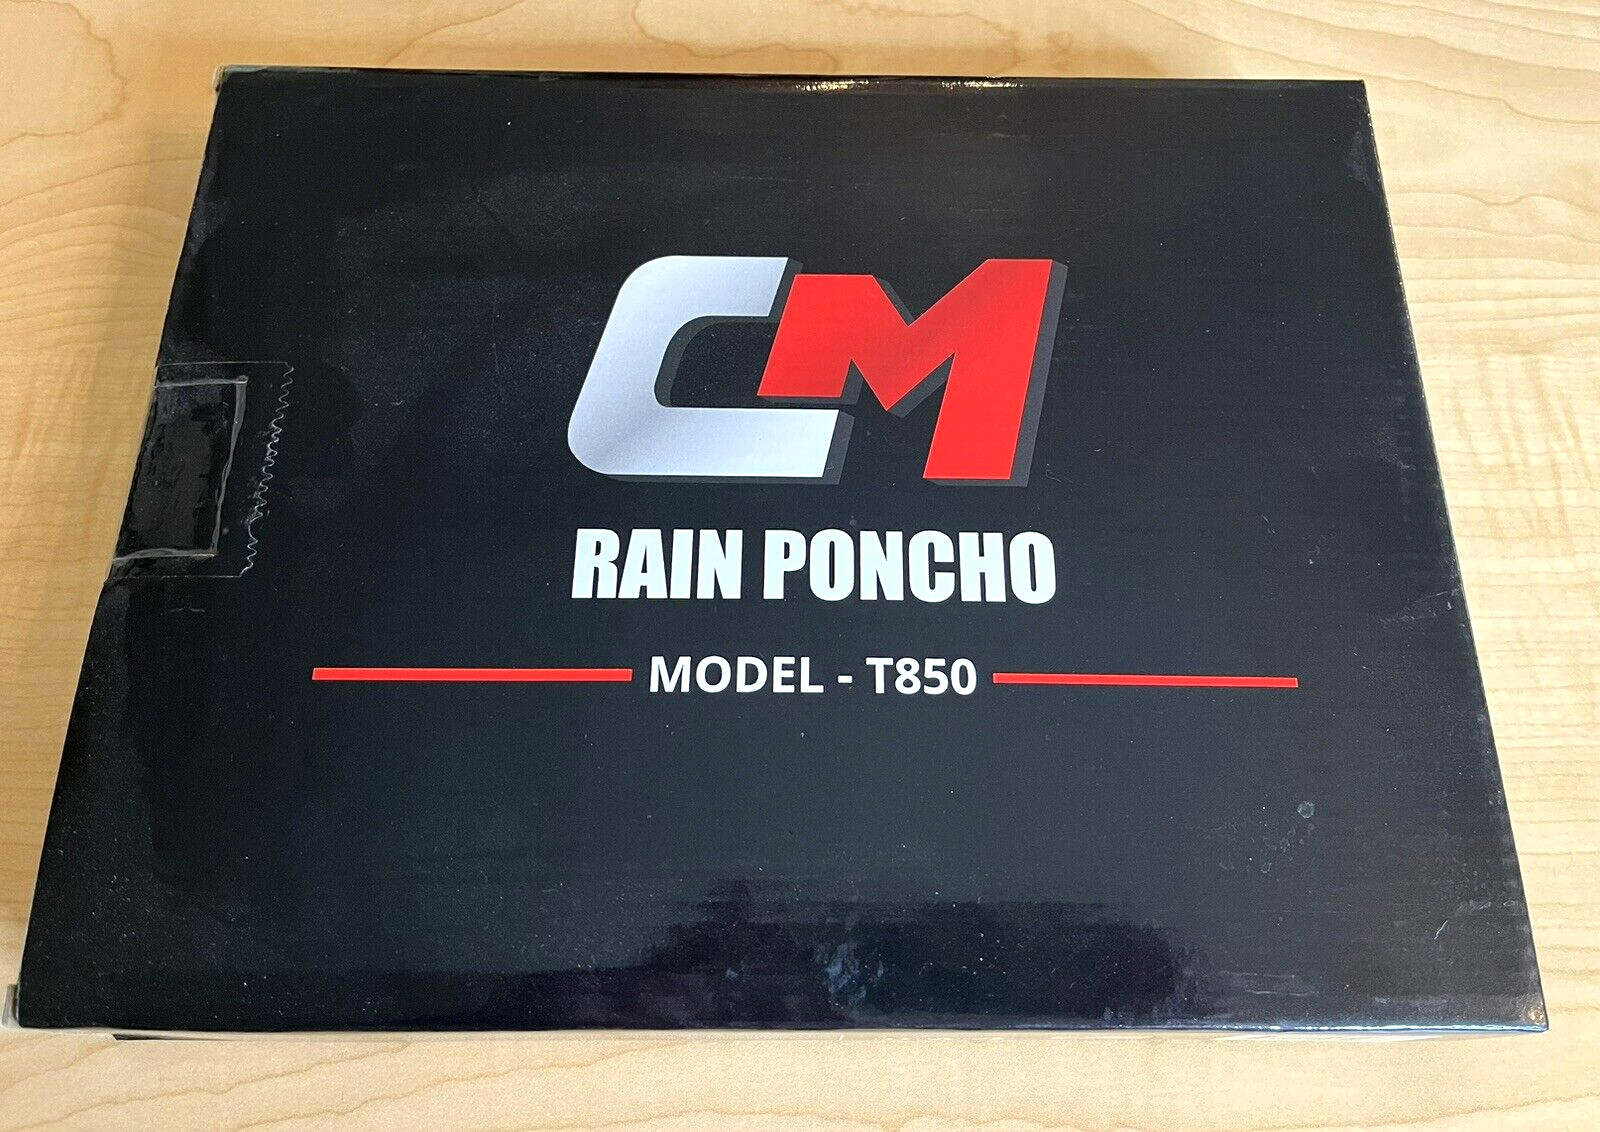 CM
RAIN PONCHO
MODEL - T850